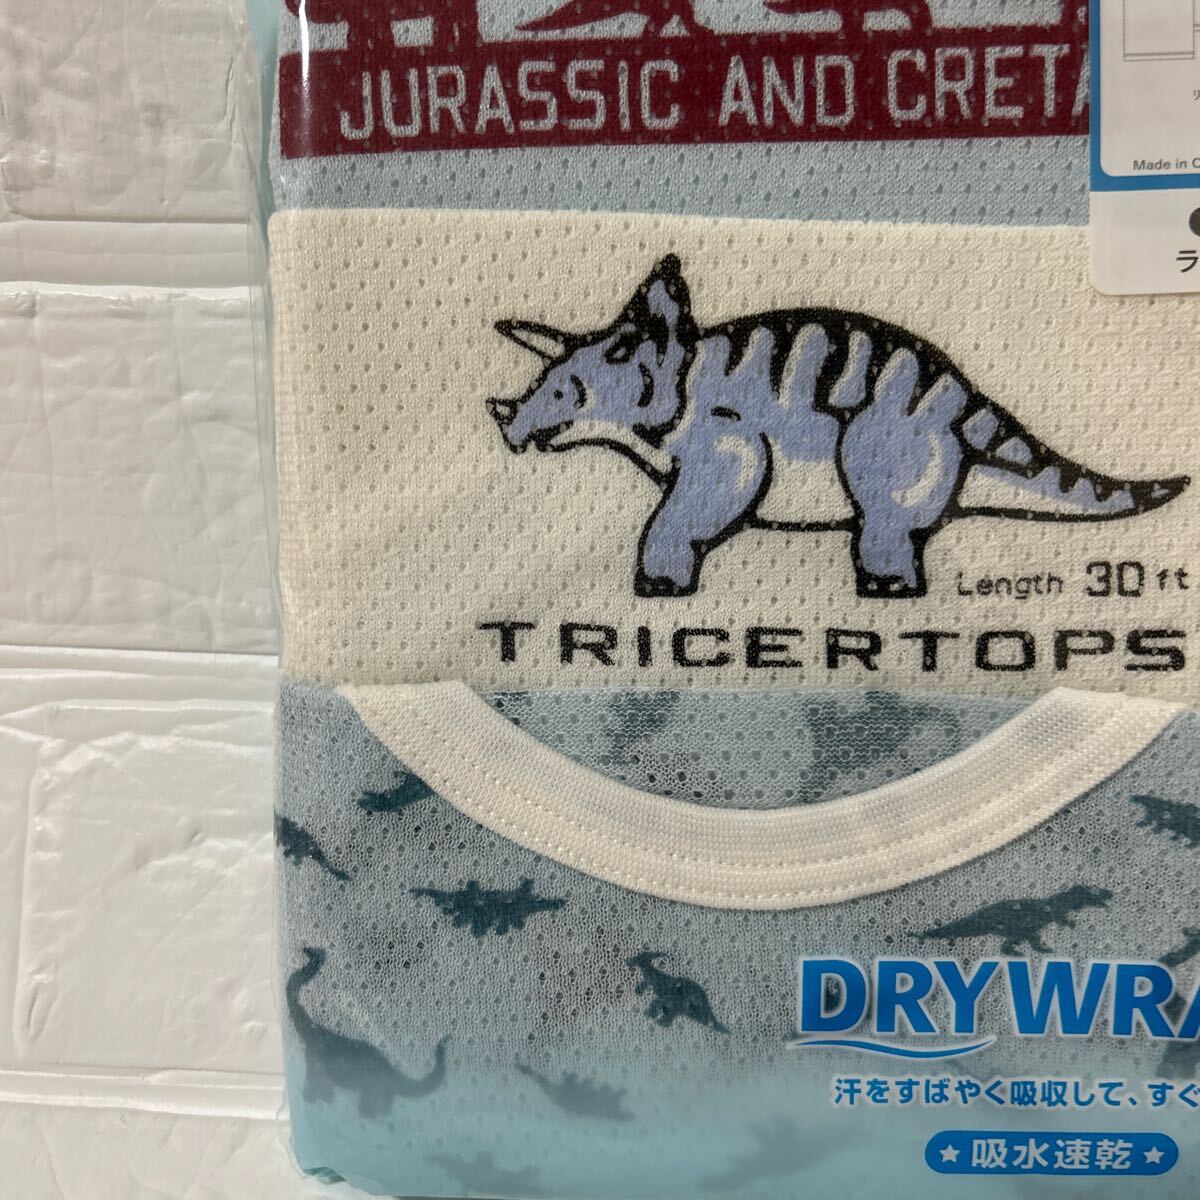 JURASSIC AND CRETA
Made in C
ラ
Length 30 ft
TRICERTOPS
DRYWRA
汗をすばやく吸収して、すぐ
★吸水速乾★